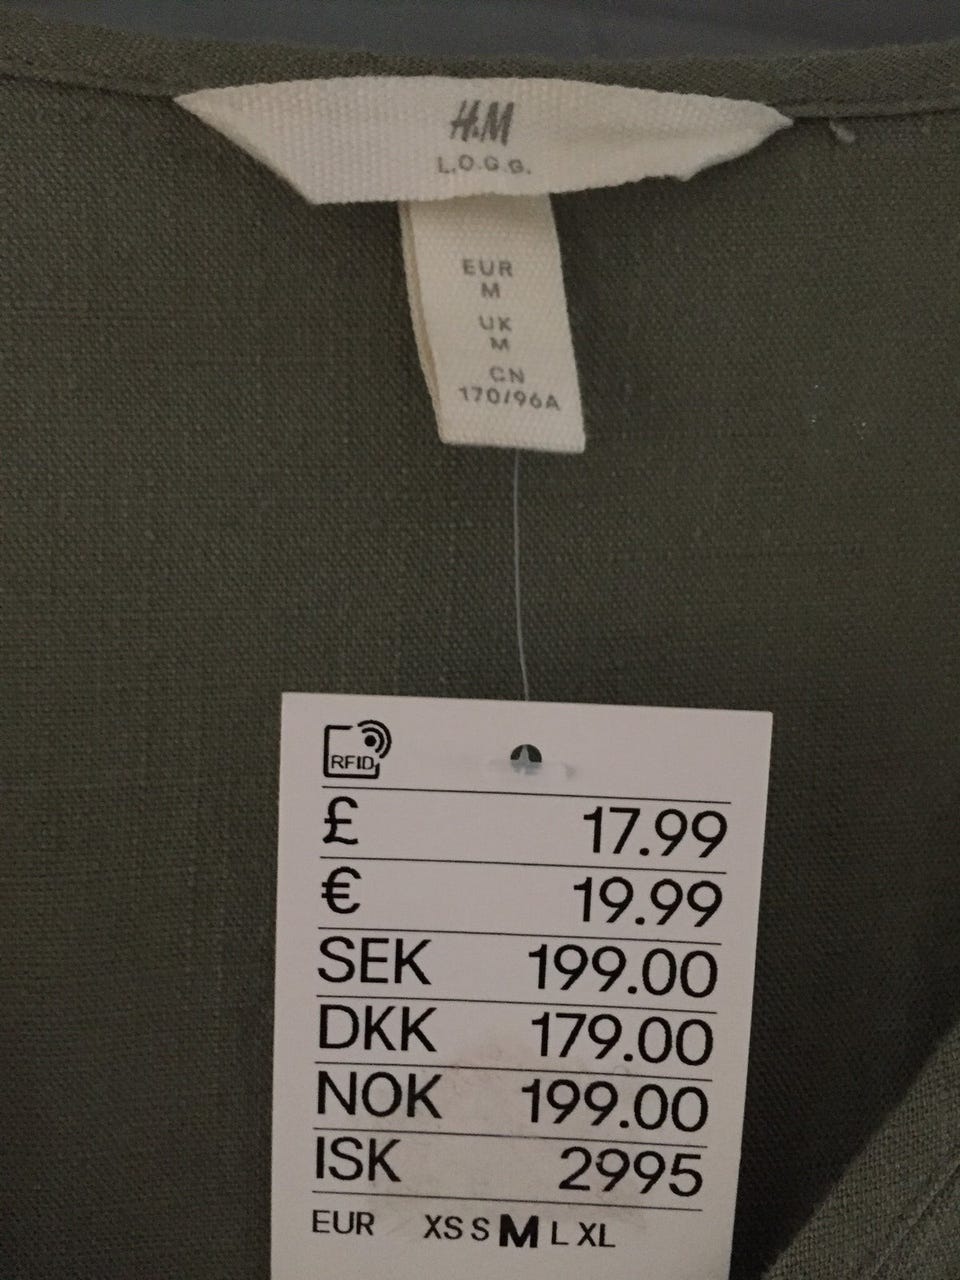 H&M
L.O.G.G.
EUR
M
UK
M
CN
170/96A
RFID
£ 17.99
€ 19.99
SEK 199.00
DKK 179.00
NOK 199.00
ISK 2995
EUR XS S M L XL